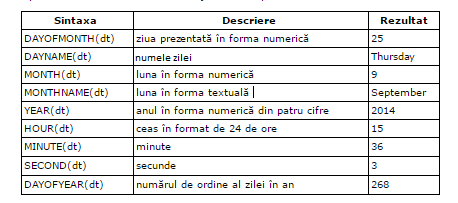 Sintaxa Descriere Rezultat
DAYOFMONTH(dt) ziua prezentată în forma numerică 25
DAYNAME(dt) numele zilei Thursday
MONTH(dt) luna în forma numerică 9
MONTHNAME(dt) luna în forma textuală September
YEAR(dt) anul în forma numerică din patru cifre 2014
HOUR(dt) ceas în format de 24 de ore 15
MINUTE(dt) minute 36
SECOND(dt) secunde 3
DAYOFYEAR(dt) numărul de ordine al zilei în an 268